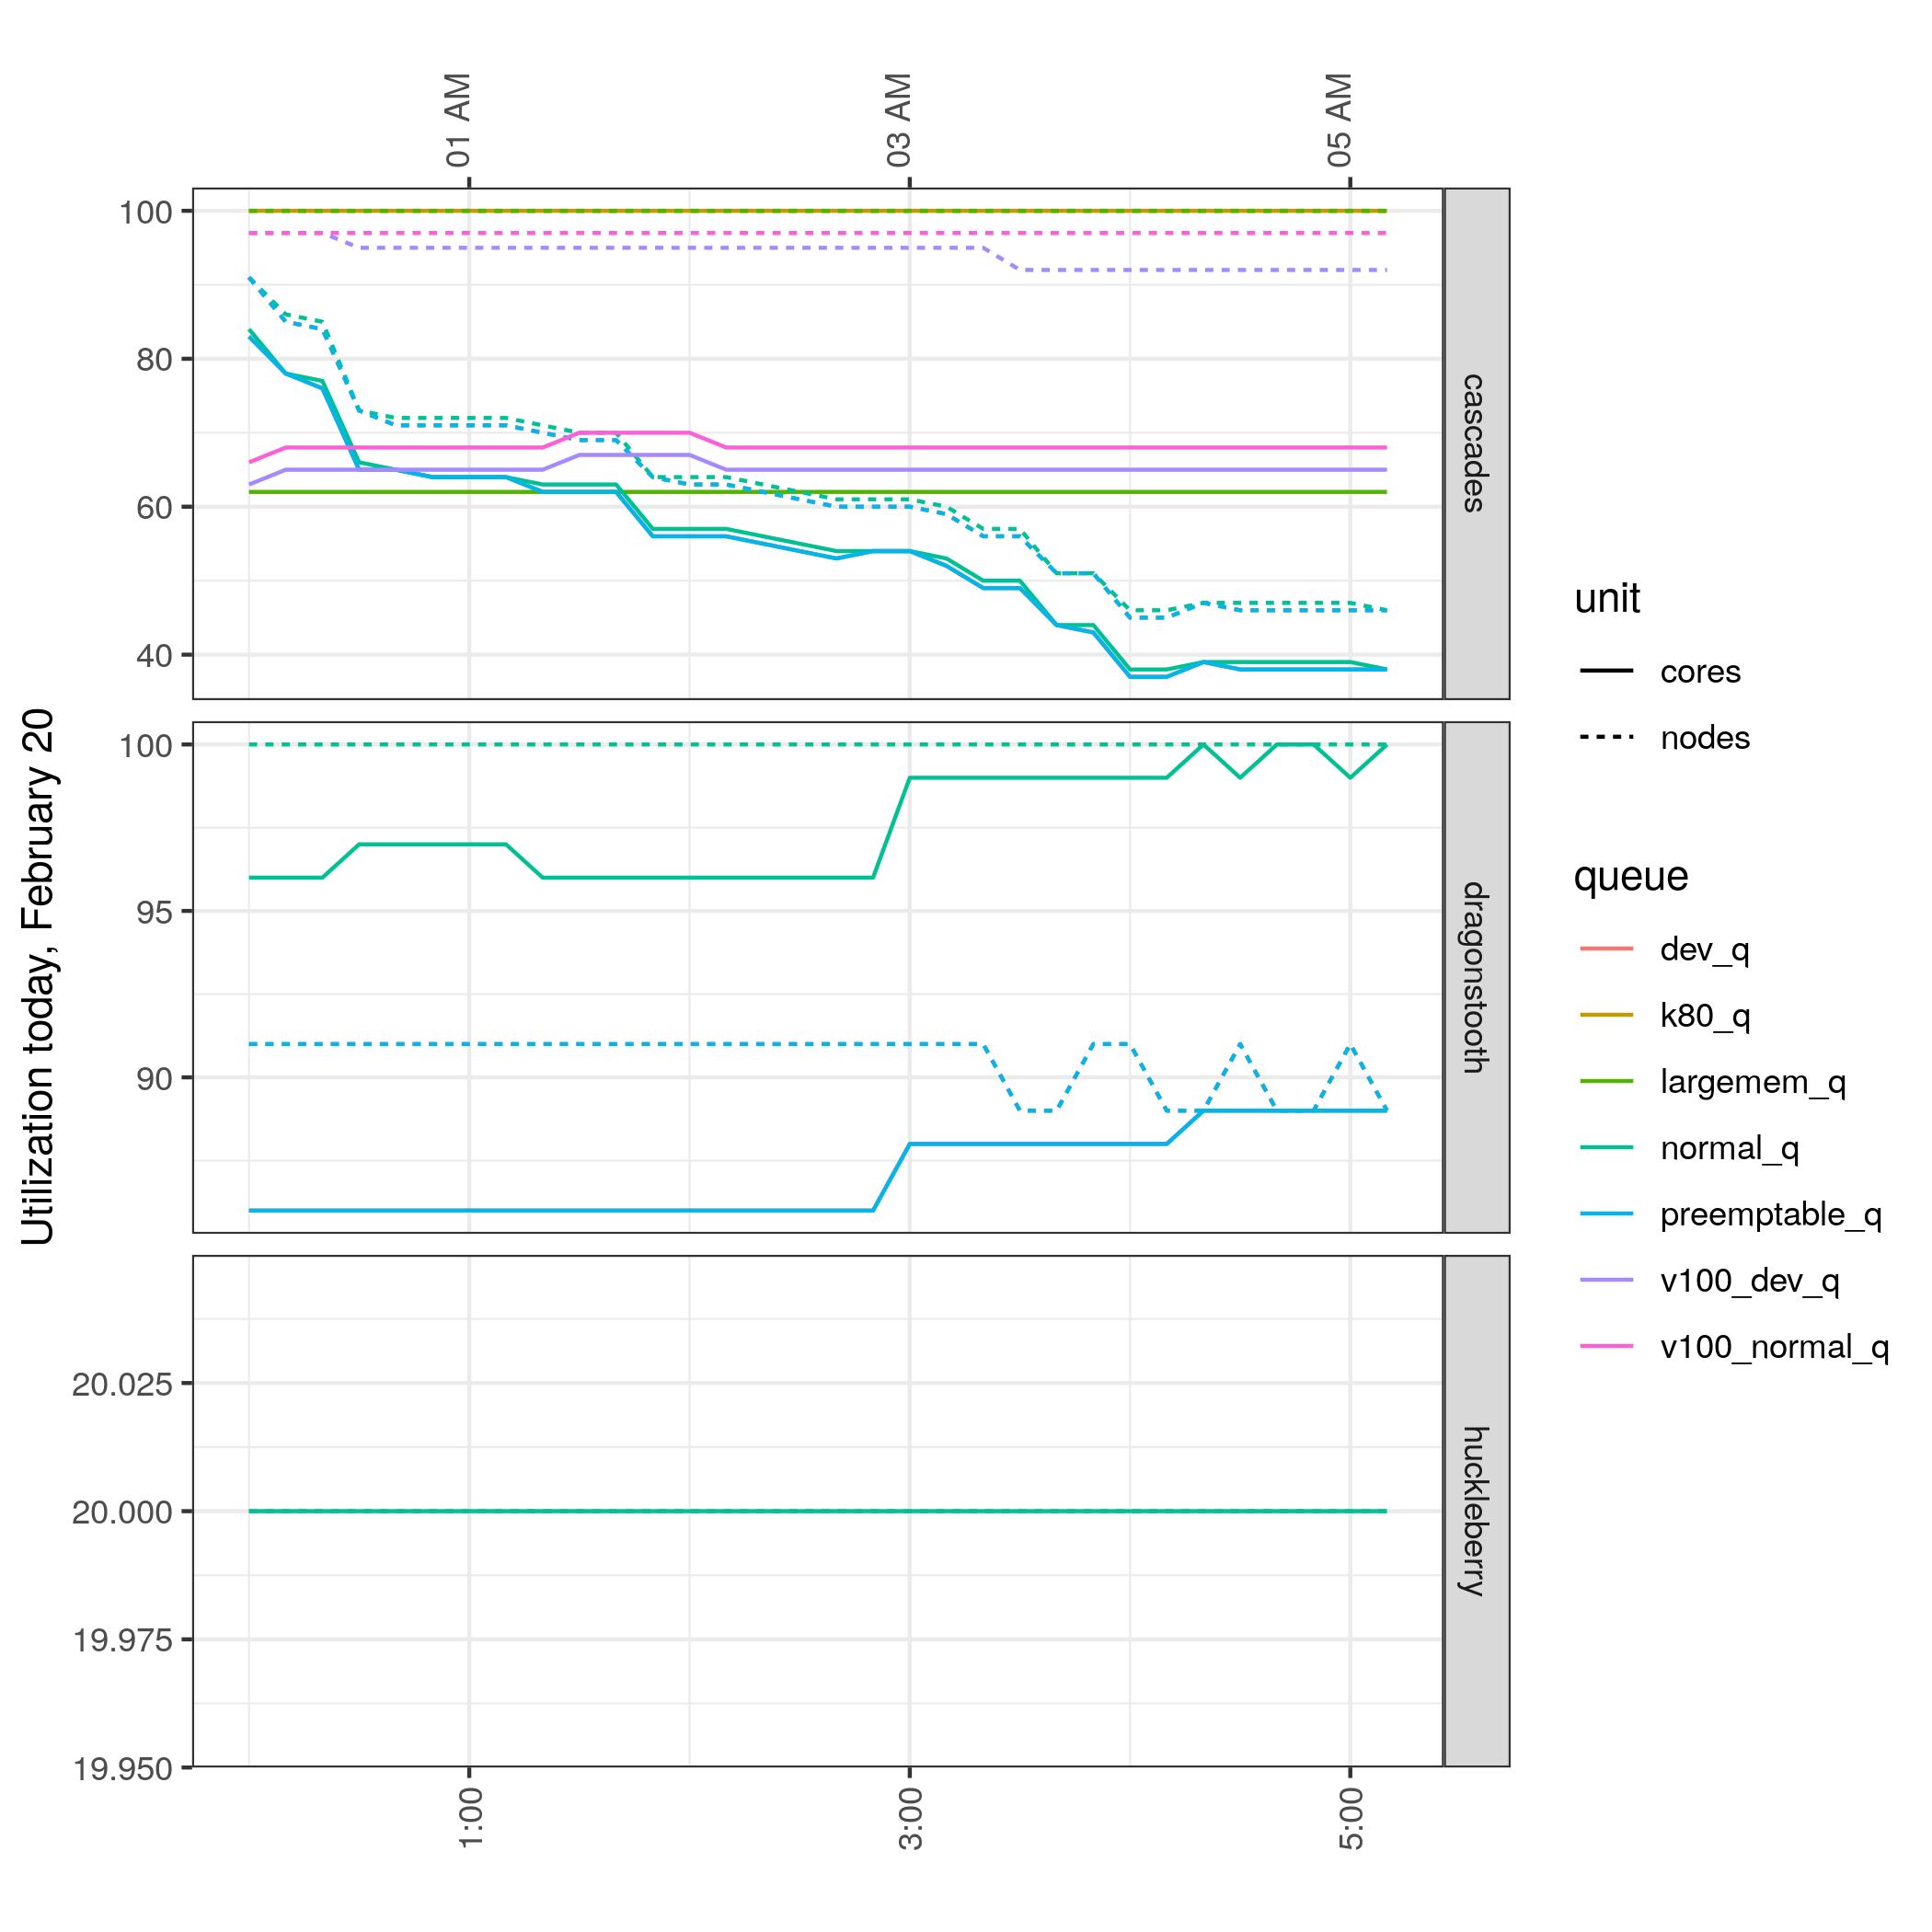 01 AM
03 AM
05 AM
Utilization today, February 20
100
80
60
40
cascades
100
95
90
dragonstooth
20.025
20.000
19.975
19.950
huckleberry
1:00
3:00
5:00
unit
cores
nodes
queue
dev_q
k80_q
largemem_q
normal_q
preemptable_q
v100_dev_q
v100_normal_q